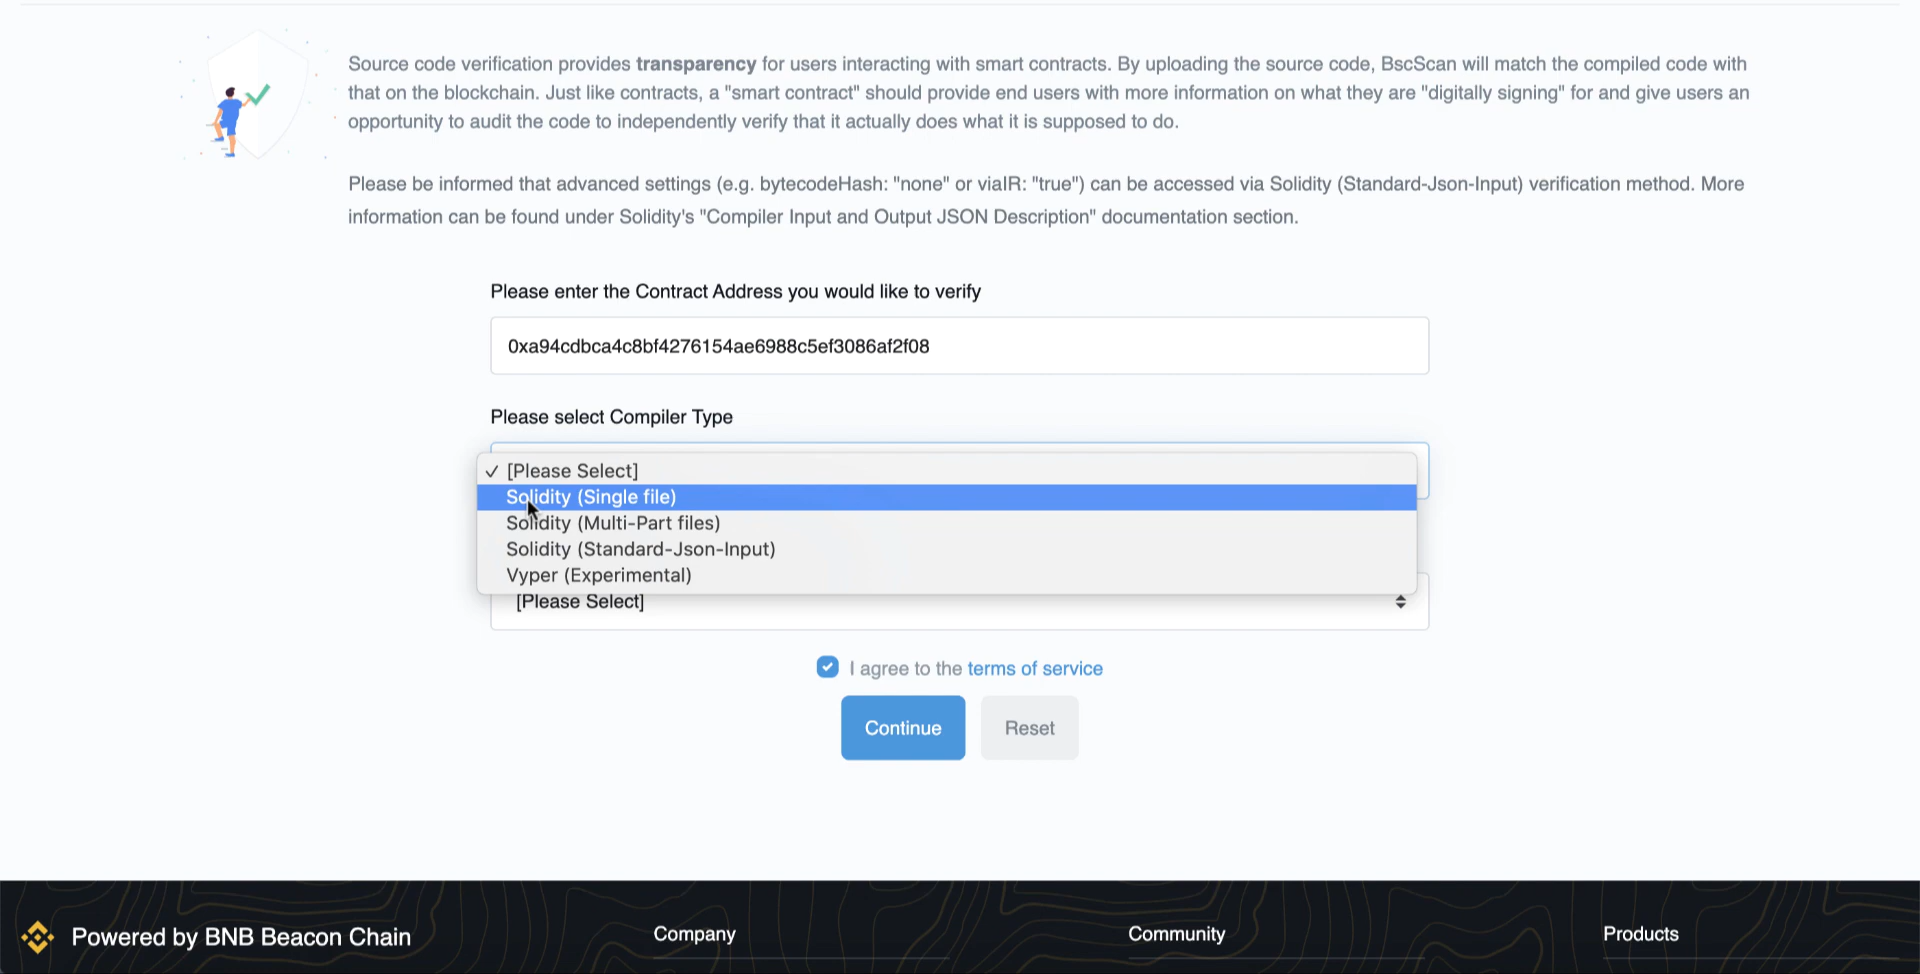 Source code verification provides transparency for users interacting with smart contracts. By uploading the source code, BscScan will match the compiled code with
that on the blockchain. Just like contracts, a "smart contract" should provide end users with more information on what they are "digitally signing" for and give users an
opportunity to audit the code to independently verify that it actually does what it is supposed to do.
Please be informed that advanced settings (e.g. bytecodeHash: "none" or viaIR: "true") can be accessed via Solidity (Standard-Json-Input) verification method. More
information can be found under Solidity's "Compiler Input and Output JSON Description" documentation section.
Please enter the Contract Address you would like to verify
0xa94cdbca4c8bf4276154ae6988c5ef3086af2f08
Please select Compiler Type
✓ [Please Select]
Solidity (Single file)
Solidity (Multi-Part files)
Solidity (Standard-Json-Input)
Vyper (Experimental)
[Please Select]
I agree to the terms of service
Continue
Reset
Powered by BNB Beacon Chain
Company
Community
Products